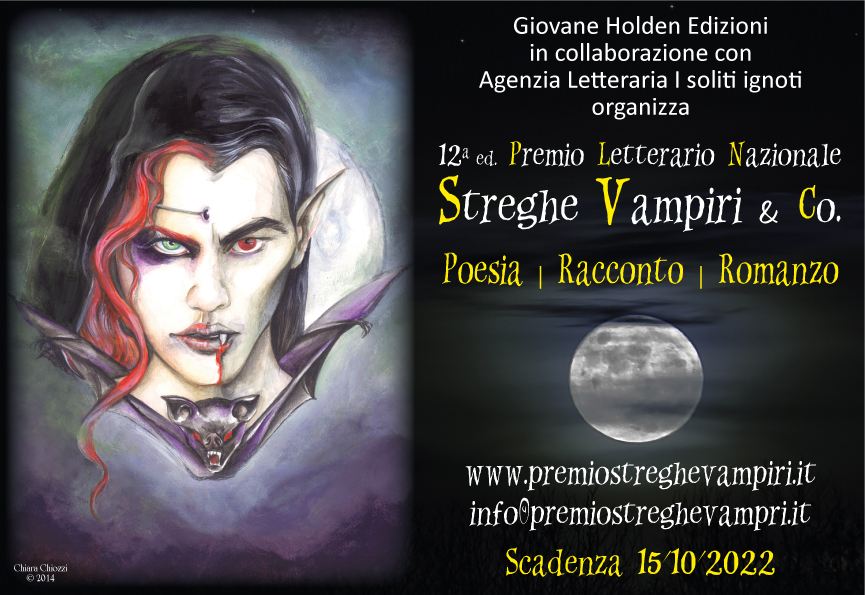 Giovane Holden Edizioni
in collaborazione con
Agenzia Letteraria I soliti ignoti
organizza
12ª ed. Premio Letterario Nazionale
Streghe Vampiri & Co.
Poesia | Racconto | Romanzo
www.premiostreghevampiri.it
info@premiostreghevampri.it
Scadenza 15/10/2022
Chiara Chiozzi
© 2014